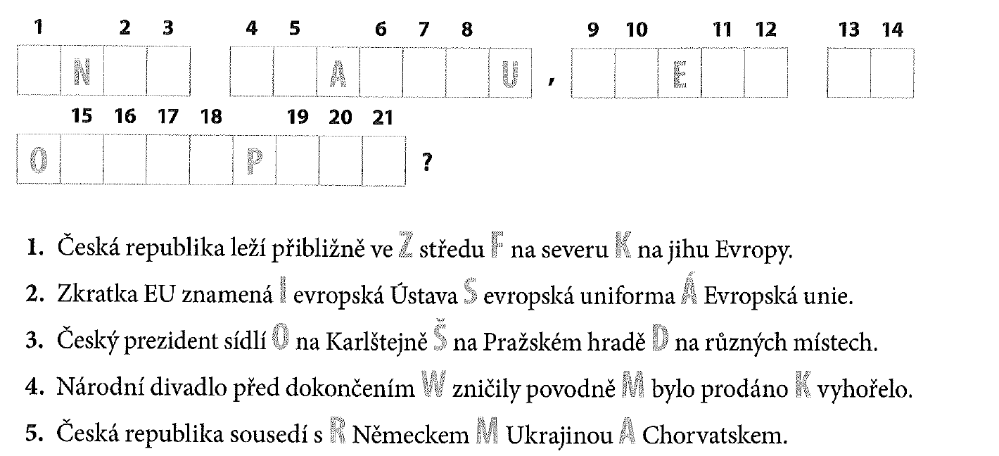 1 2 3 4 5 6 7 8 9 10 11 12 13 14
N A U , E
15 16 17 18 19 20 21
O P ?
1. Česká republika leží přibližně ve Z středu F na severu K na jihu Evropy.
2. Zkratka EU znamená I evropská Ústava S evropská uniforma Á Evropská unie.
3. Český prezident sídlí O na Karlštejně Š na Pražském hradě D na různých místech.
4. Národní divadlo před dokončením W zničily povodně M bylo prodáno K vyhořelo.
5. Česká republika sousedí s R Německem M Ukrajinou A Chorvatskem.